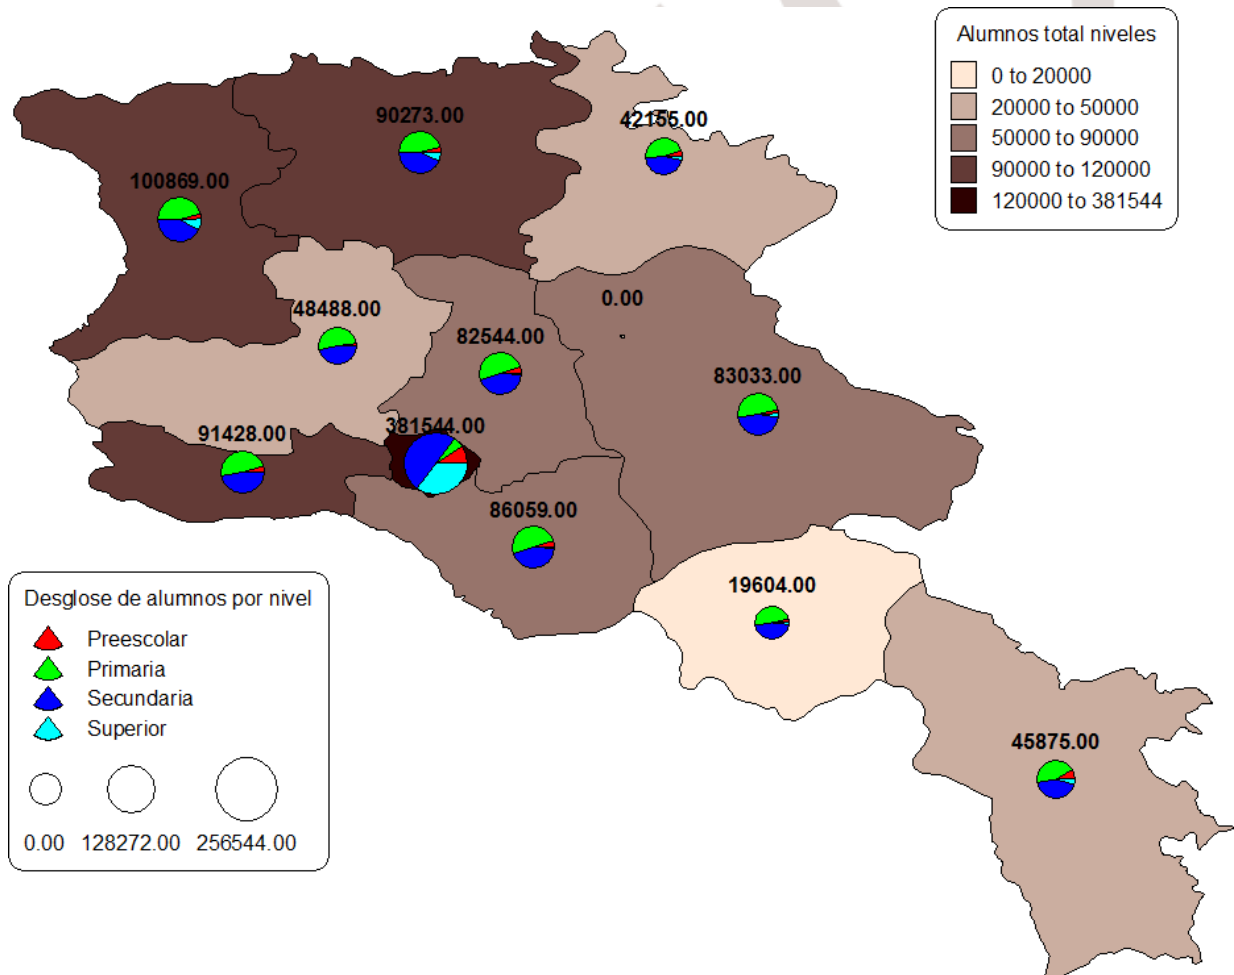 Alumnos total niveles
0 to 20000
20000 to 50000
50000 to 90000
90000 to 120000
120000 to 381544
90273.00
42155.00
100869.00
0.00
48488.00
82544.00
83033.00
91428.00
381544.00
86059.00
19604.00
45875.00
Desglose de alumnos por nivel
Preescolar
Primaria
Secundaria
Superior
0.00 128272.00 256544.00